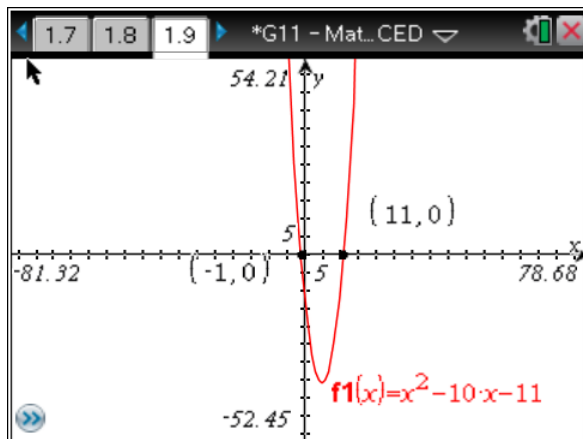 1.7 1.8 1.9 *G11 - Mat...CED
54.21 y
(11,0)
5
x
-81.32 (-1,0) 5 78.68
f1(x)=x²-10·x-11
-52.45